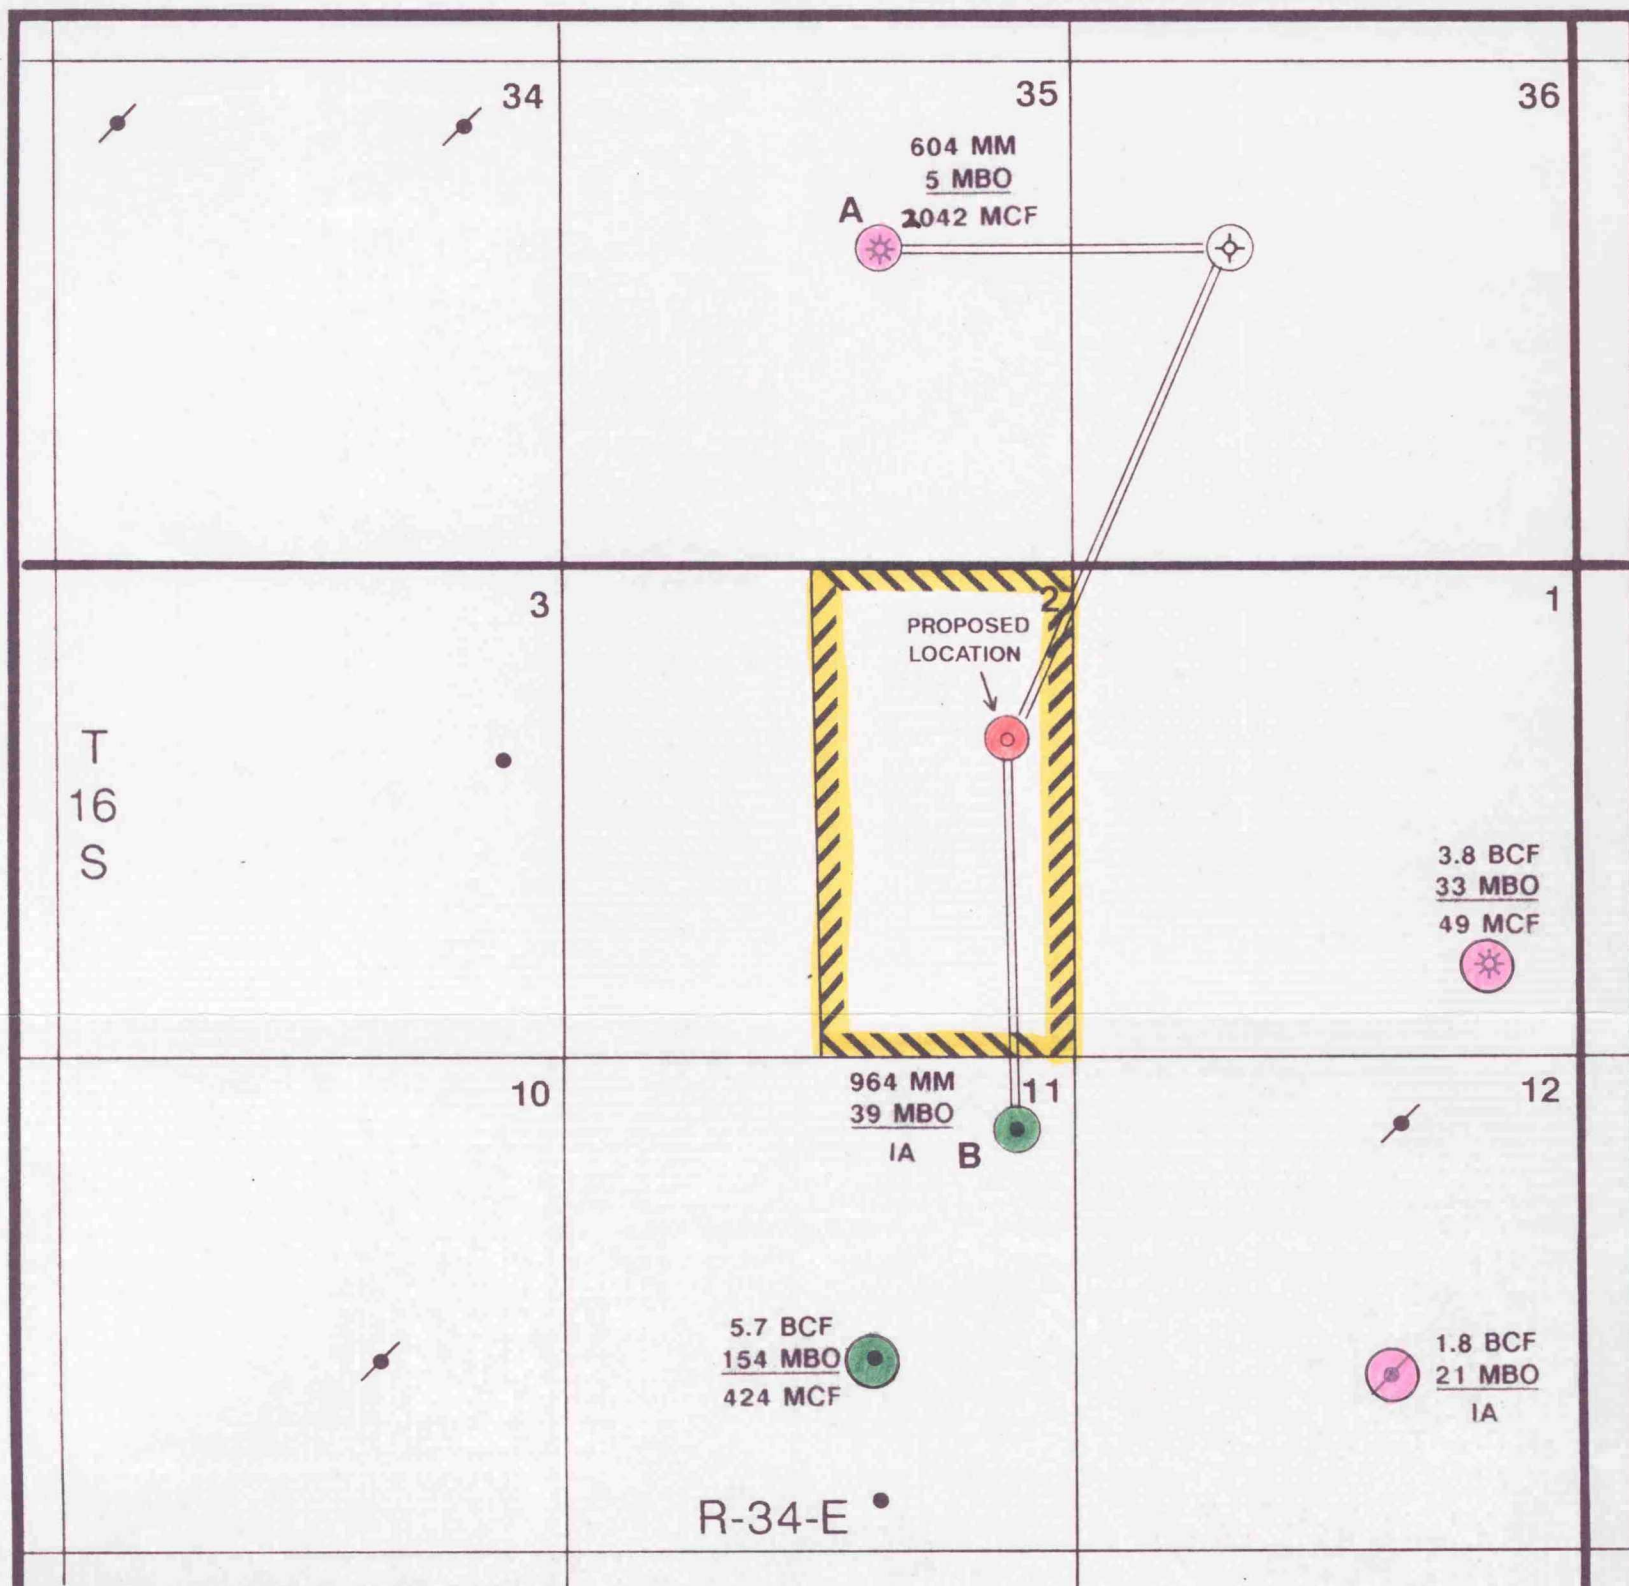 34
35
36
604 MM
5 MBO
A
MCF
3
2
1
PROPOSED
LOCATION
T
16
S
3.8 BCF
33 MBO
49 MCF
10
964 MM
39 MBO
IA
B
11
12
5.7 BCF
154 MBO
424 MCF
1.8 BCF
21 MBO
IA
R-34-E